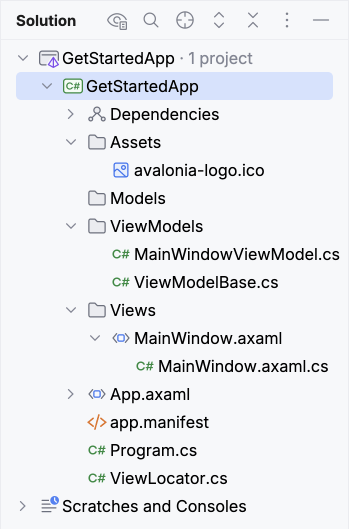 Solution
GetStartedApp · 1 project
C# GetStartedApp
Dependencies
Assets
avalonia-logo.ico
Models
ViewModels
C# MainWindowViewModel.cs
C# ViewModelBase.cs
Views
MainWindow.axaml
C# MainWindow.axaml.cs
App.axaml
app.manifest
C# Program.cs
C# ViewLocator.cs
Scratches and Consoles